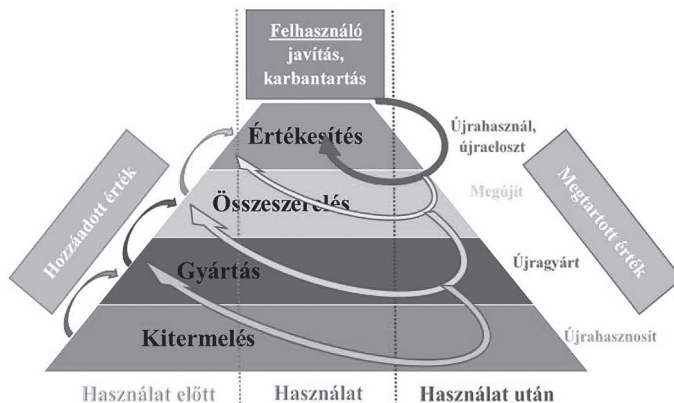 Felhasználó
javítás,
karbantartás
Értékesítés
Újrahasznál,
újraeloszt
Hozzáadott érték
Összeszerelés
Megújít
Megtartott érték
Gyártás
Újragyárt
Kitermelés
Újrahasznosít
Használat előtt
Használat
Használat után